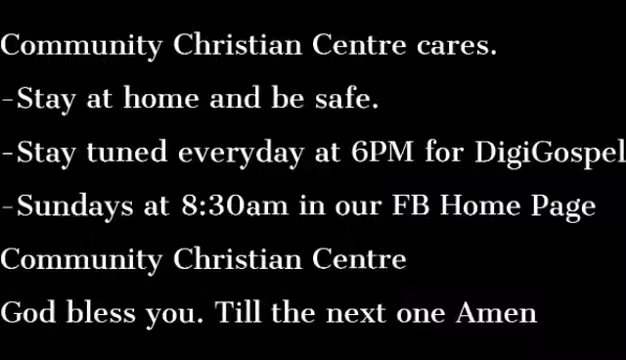 Community Christian Centre cares.
-Stay at home and be safe.
-Stay tuned everyday at 6PM for DigiGospel
-Sundays at 8:30am in our FB Home Page
Community Christian Centre
God bless you. Till the next one Amen